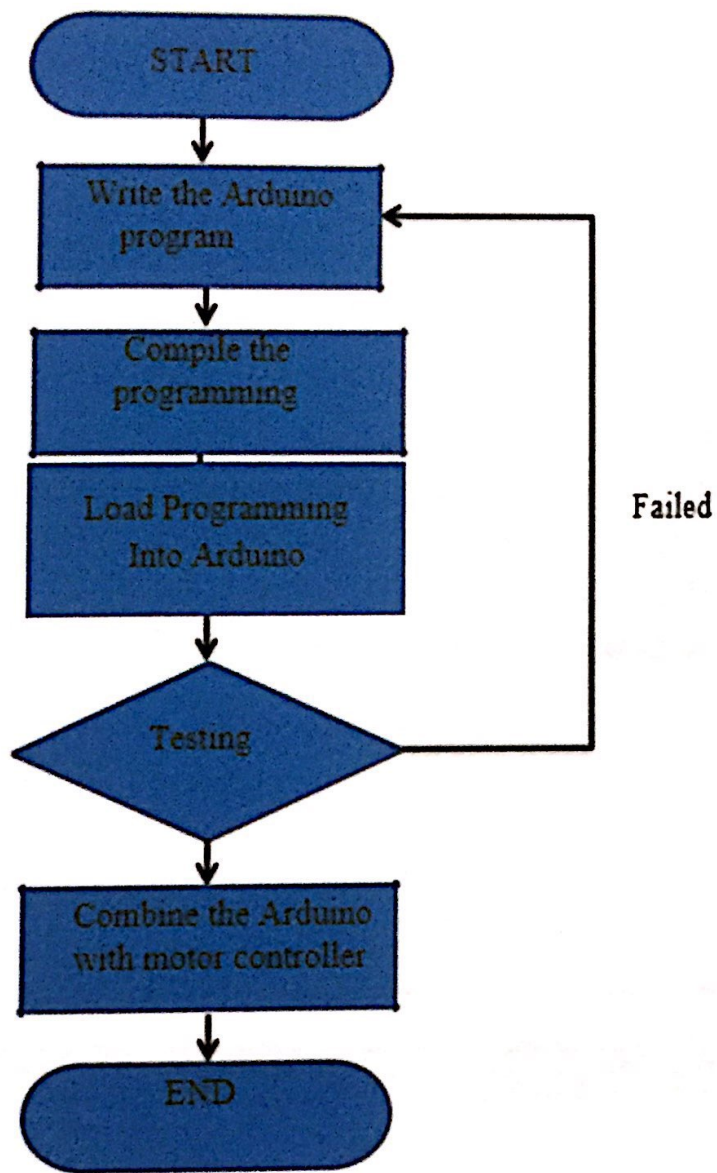 START
Write the Arduino
program
Compile the
programming
Load Programming
Into Arduino
Failed
Testing
Combine the Arduino
with motor controller
END